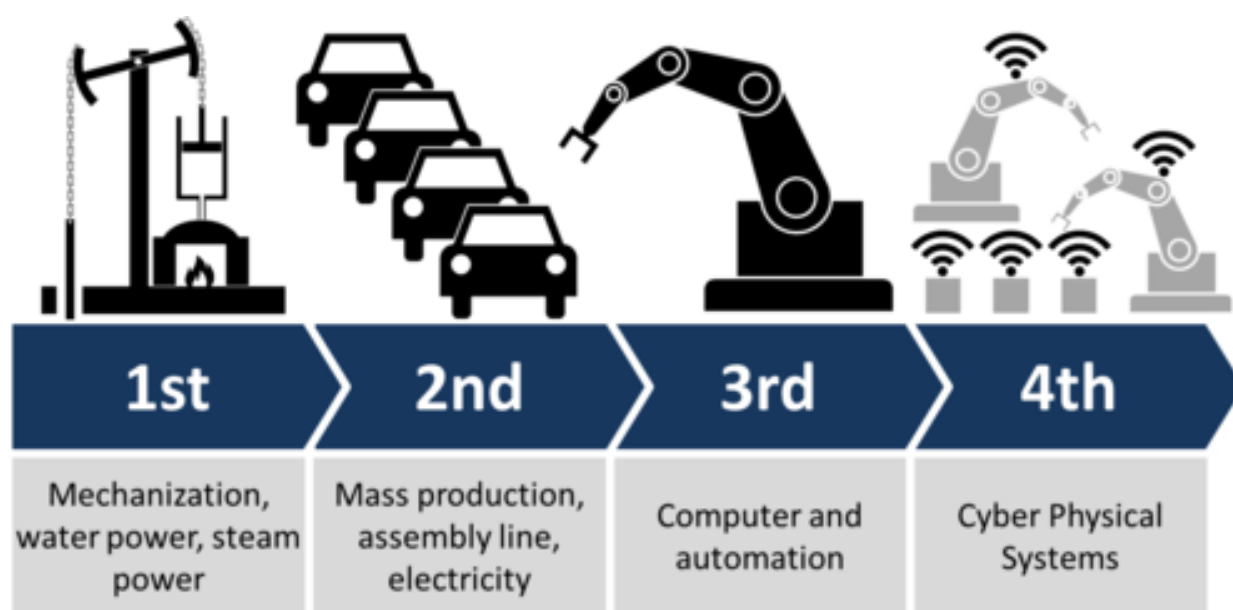 1st
2nd
3rd
4th
Mechanization,
water power, steam
power
Mass production,
assembly line,
electricity
Computer and
automation
Cyber Physical
Systems